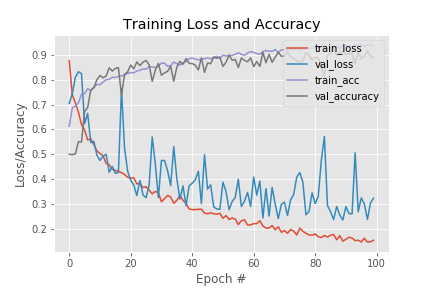 Training Loss and Accuracy
train_loss
val_loss
train_acc
val_accuracy
0.9
0.8
0.7
0.6
0.5
0.4
0.3
0.2
Loss/Accuracy
0 20 40 60 80 100
Epoch #